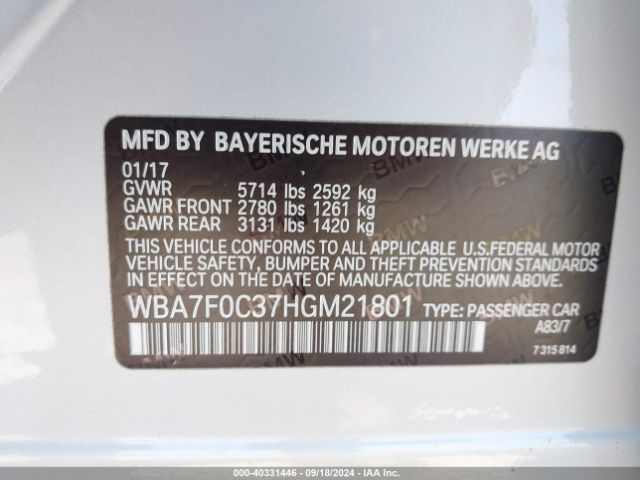 MFD BY BAYERISCHE MOTOREN WERKE AG
01/17
GVWR 5714 lbs 2592 kg
GAWR FRONT 2780 lbs 1261 kg
GAWR REAR 3131 lbs 1420 kg
THIS VEHICLE CONFORMS TO ALL APPLICABLE U.S.FEDERAL MOTOR
VEHICLE SAFETY, BUMPER AND THEFT PREVENTION STANDARDS
IN EFFECT ON THE DATE OF MANUFACTURE SHOWN ABOVE.
WBA7F0C37HGM21801 TYPE: PASSENGER CAR
A83/7
7 315 814
000-40331446 - 09/18/2024 - IAA Inc.